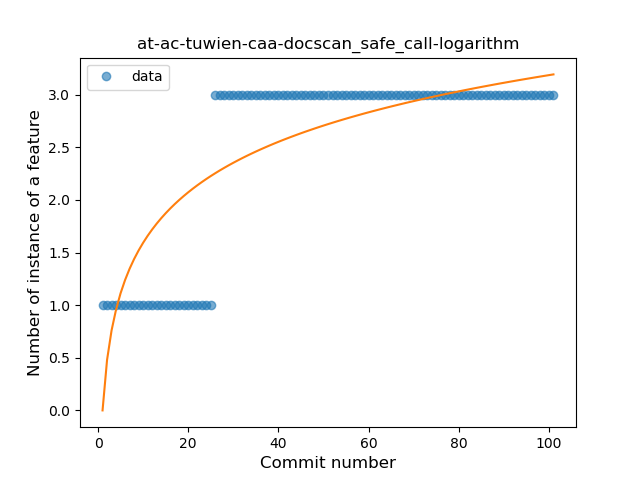 at-ac-tuwien-caa-docscan_safe_call-logarithm
data
Number of instance of a feature
3.0
2.5
2.0
1.5
1.0
0.5
0.0
0 20 40 60 80 100
Commit number